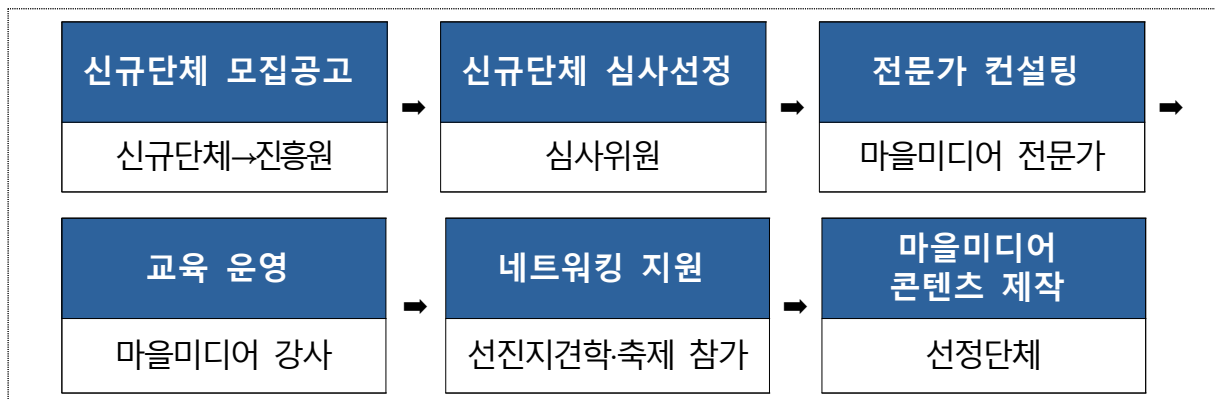 신규단체 모집공고
신규단체→진흥원
➡
신규단체 심사선정
심사위원
➡
전문가 컨설팅
마을미디어 전문가
➡
교육 운영
마을미디어 강사
➡
네트워킹 지원
선진지견학·축제 참가
➡
마을미디어
콘텐츠 제작
선정단체